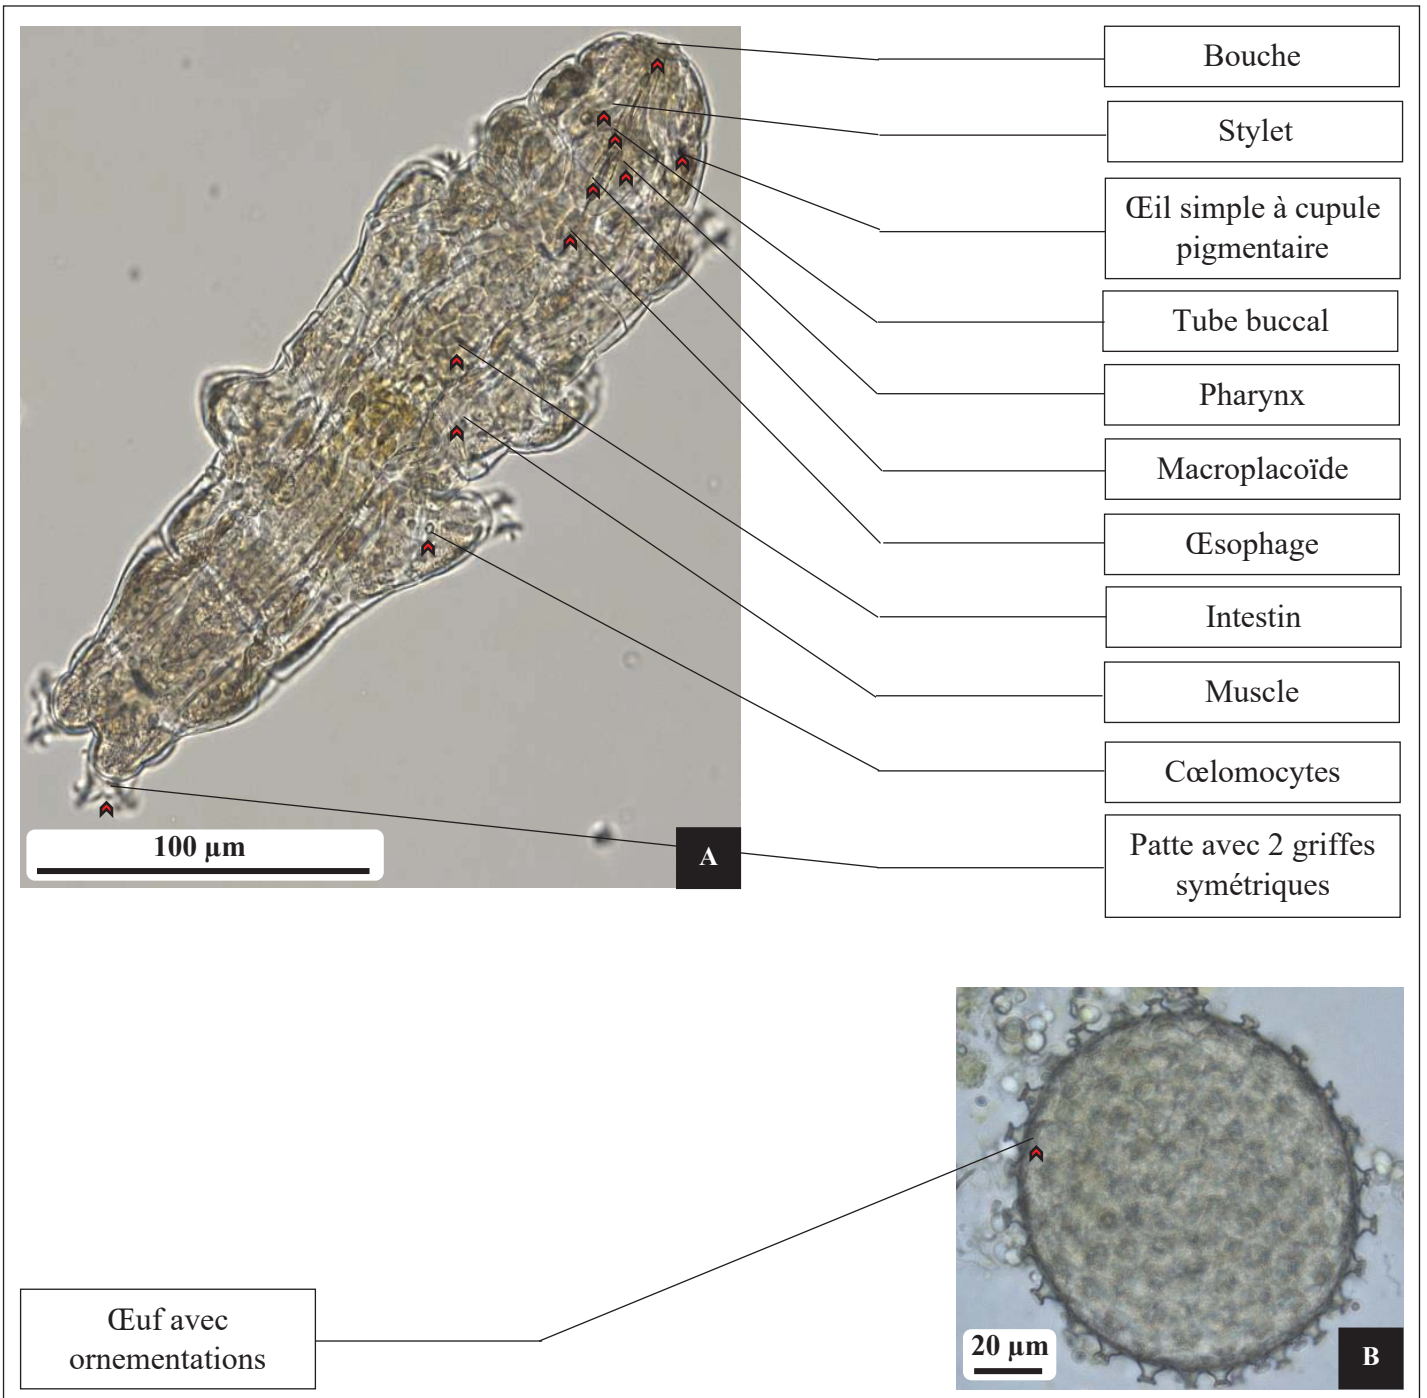 Bouche
Stylet
Œil simple à cupule
pigmentaire
Tube buccal
Pharynx
Macroplacoïde
Œsophage
Intestin
Muscle
Cœlomocytes
Patte avec 2 griffes
symétriques
100 µm
A
Œuf avec
ornementations
20 µm
B